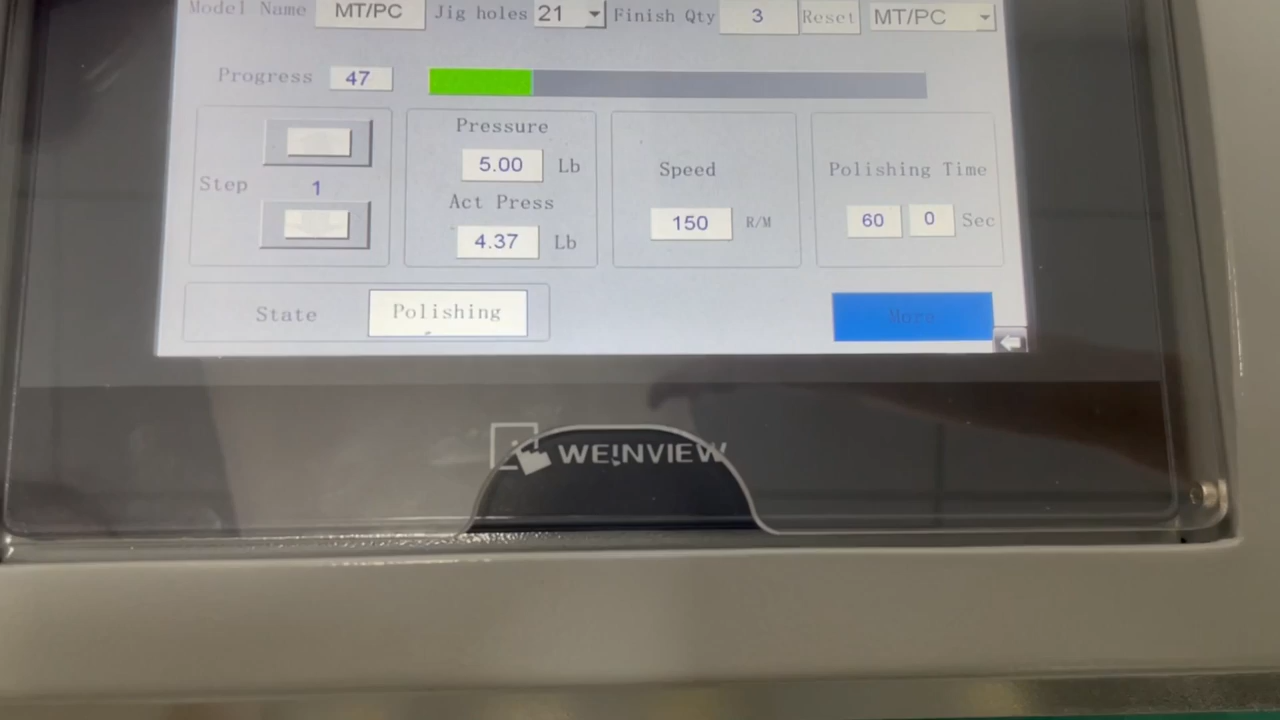 Model Name MT/PC Jig holes 21 Finish Qty 3 Reset MT/PC
Progress 47
Pressure
5.00 Lb
Step 1
Act Press
4.37 Lb
Speed
150 R/M
Polishing Time
60 0 Sec
State Polishing
More
WEINVIEW